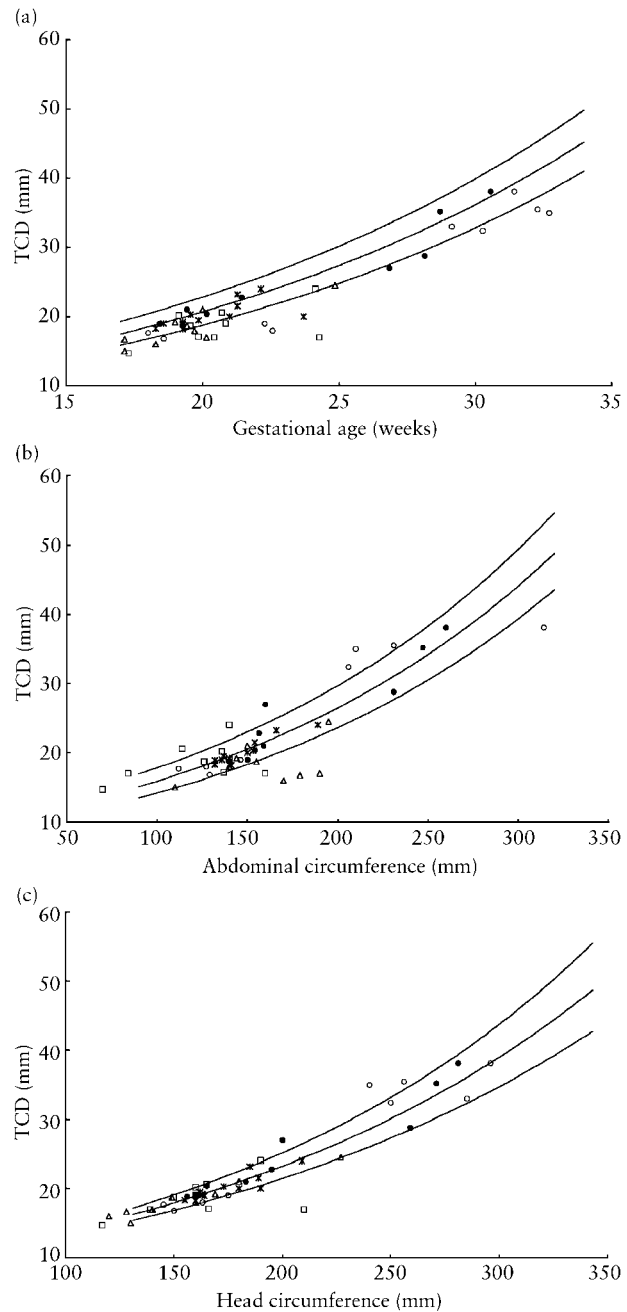 (a)
60
50
40
30
20
10
TCD (mm)
15 20 25 30 35
Gestational age (weeks)
(b)
60
50
40
30
20
10
TCD (mm)
50 100 150 200 250 300 350
Abdominal circumference (mm)
(c)
60
50
40
30
20
10
TCD (mm)
100 150 200 250 300 350
Head circumference (mm)